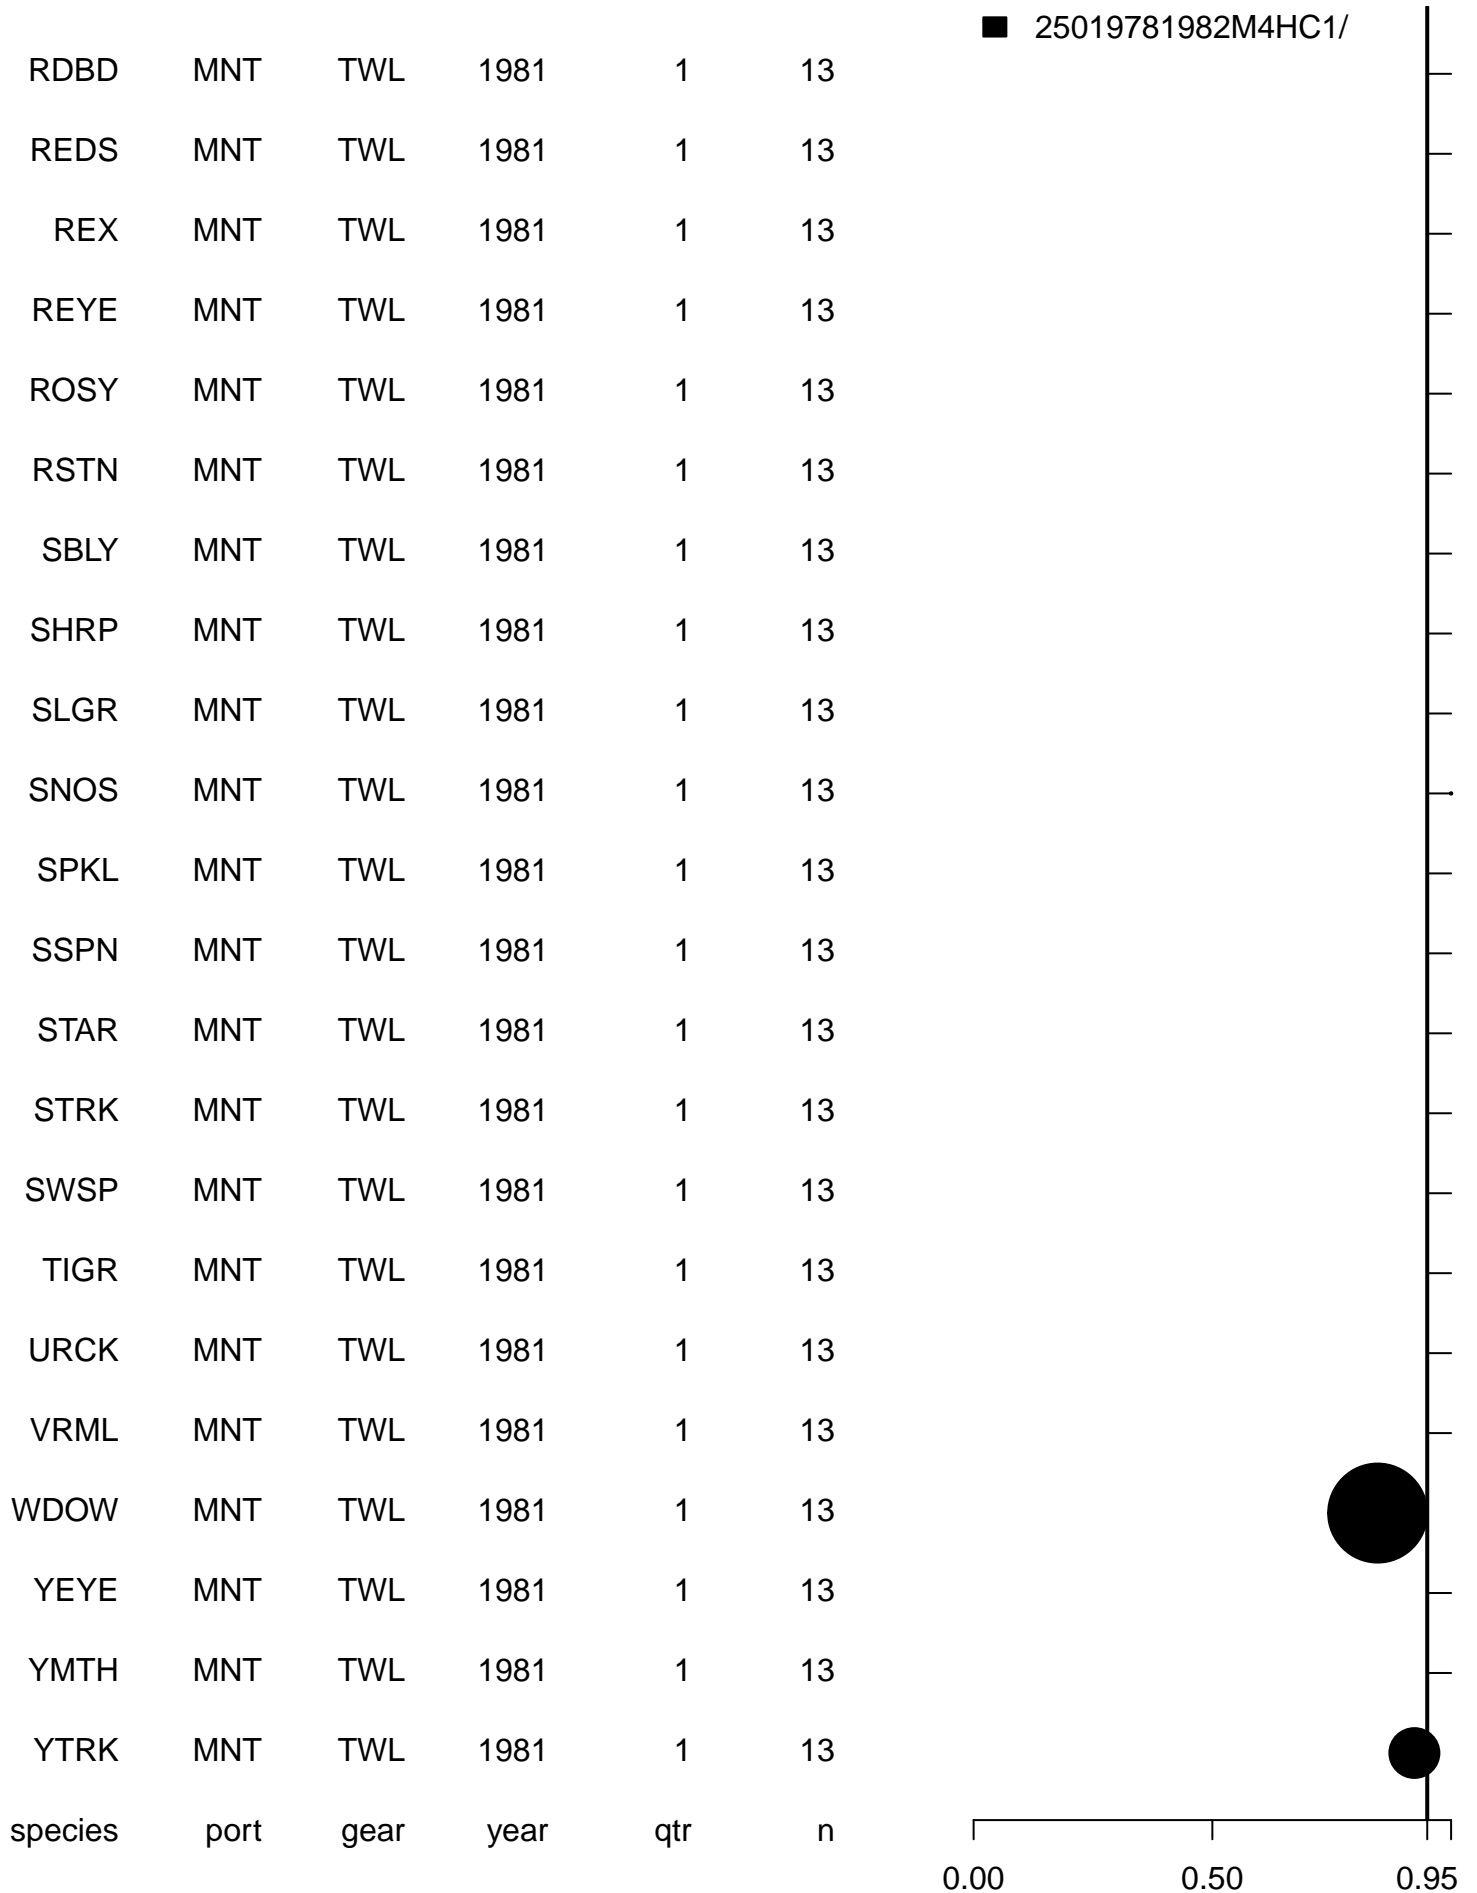 25019781982M4HC1/
RDBD MNT TWL 1981 1 13
REDS MNT TWL 1981 1 13
REX MNT TWL 1981 1 13
REYE MNT TWL 1981 1 13
ROSY MNT TWL 1981 1 13
RSTN MNT TWL 1981 1 13
SBLY MNT TWL 1981 1 13
SHRP MNT TWL 1981 1 13
SLGR MNT TWL 1981 1 13
SNOS MNT TWL 1981 1 13
SPKL MNT TWL 1981 1 13
SSPN MNT TWL 1981 1 13
STAR MNT TWL 1981 1 13
STRK MNT TWL 1981 1 13
SWSP MNT TWL 1981 1 13
TIGR MNT TWL 1981 1 13
URCK MNT TWL 1981 1 13
VRML MNT TWL 1981 1 13
WDOW MNT TWL 1981 1 13
YEYE MNT TWL 1981 1 13
YMTH MNT TWL 1981 1 13
YTRK MNT TWL 1981 1 13
species port gear year qtr n
0.00 0.50 0.95